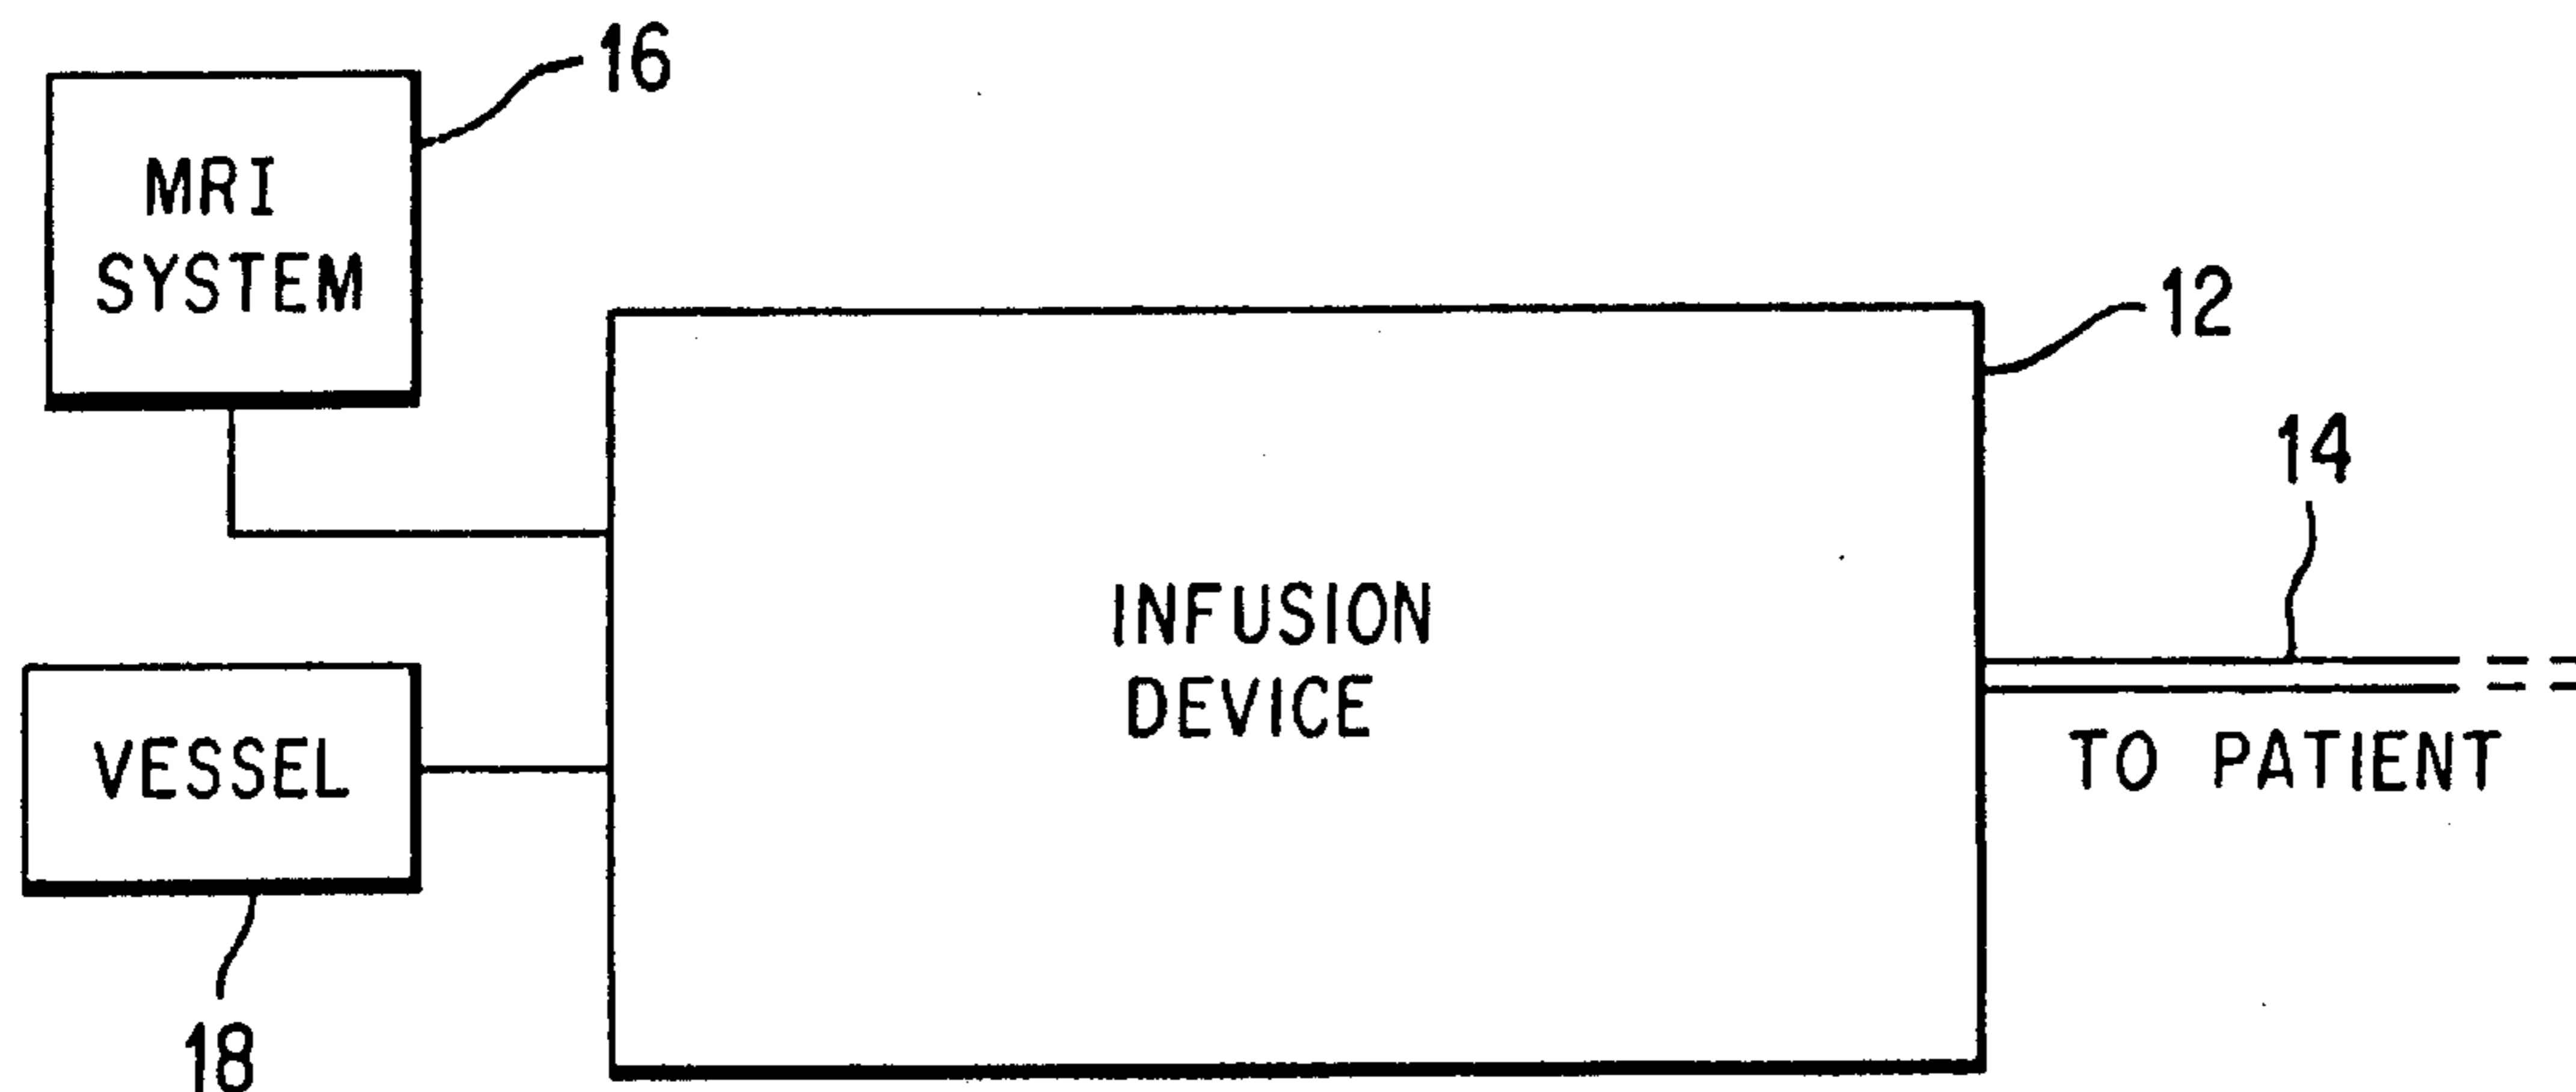 16
MRI
SYSTEM
12
14
INFUSION
DEVICE
VESSEL
TO PATIENT
18